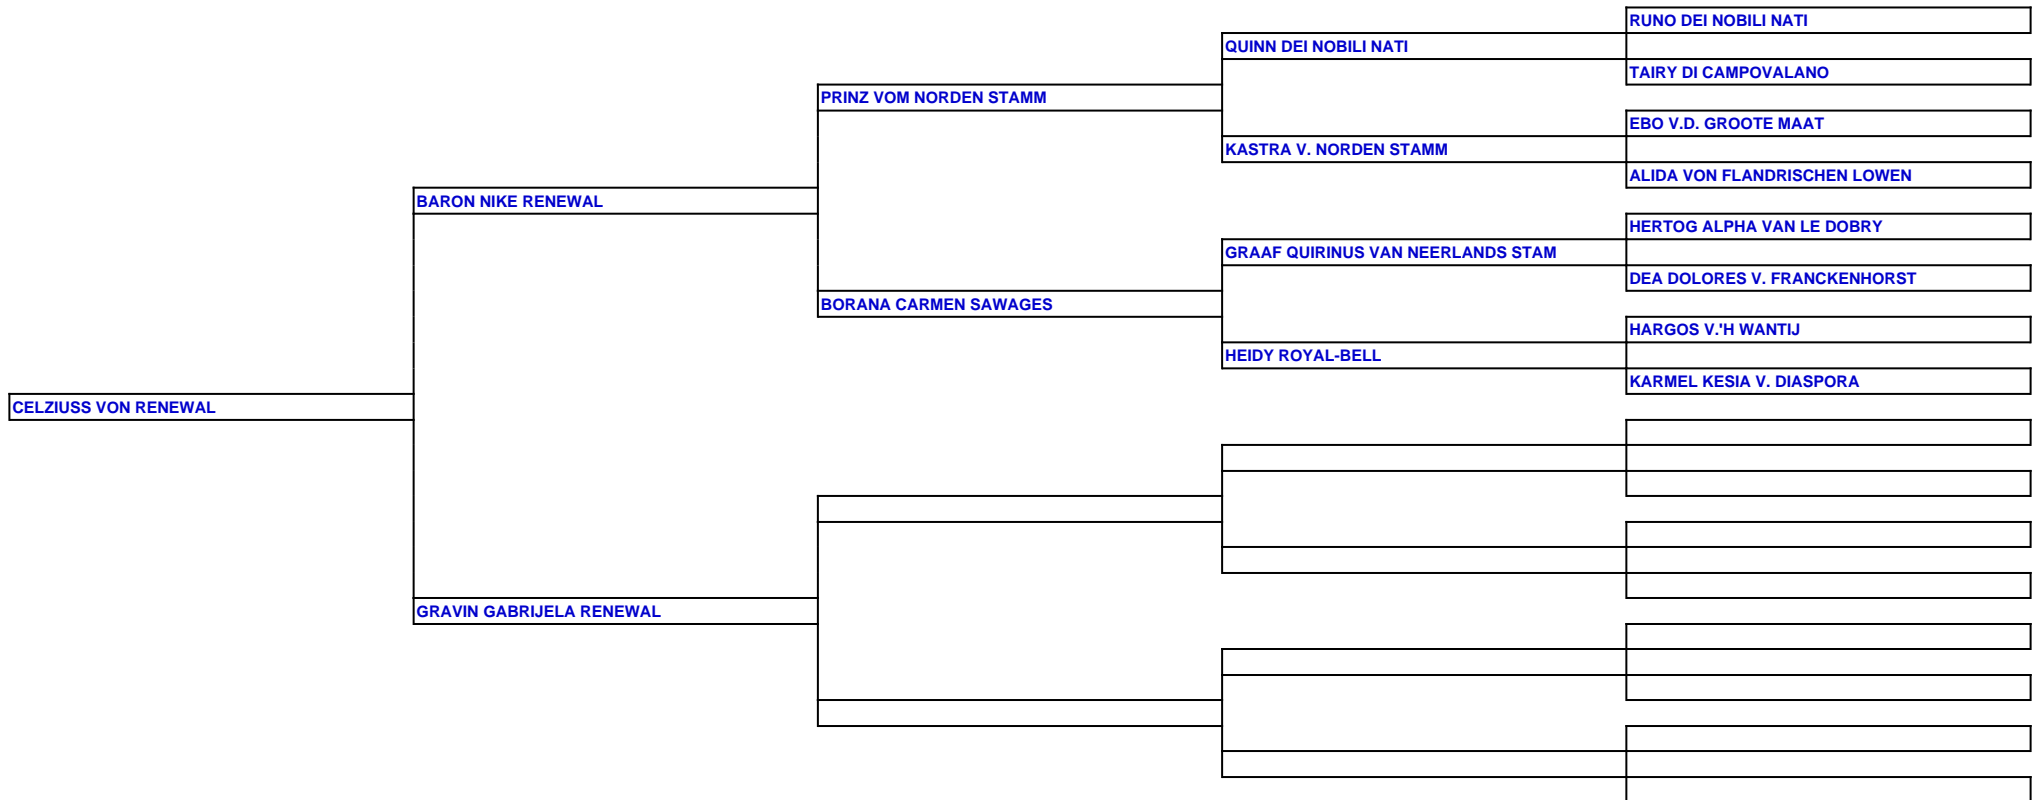 RUNO DEI NOBILI NATI
QUINN DEI NOBILI NATI
TAIRY DI CAMPOVALANO
PRINZ VOM NORDEN STAMM
EBO V.D. GROOTE MAAT
KASTRA V. NORDEN STAMM
ALIDA VON FLANDRISCHEN LOWEN
BARON NIKE RENEWAL
HERTOG ALPHA VAN LE DOBRY
GRAAF QUIRINUS VAN NEERLANDS STAM
DEA DOLORES V. FRANCKENHORST
BORANA CARMEN SAWAGES
HARGOS V.'H WANTIJ
HEIDY ROYAL-BELL
KARMEL KESIA V. DIASPORA
CELZIUSS VON RENEWAL
GRAVIN GABRIJELA RENEWAL